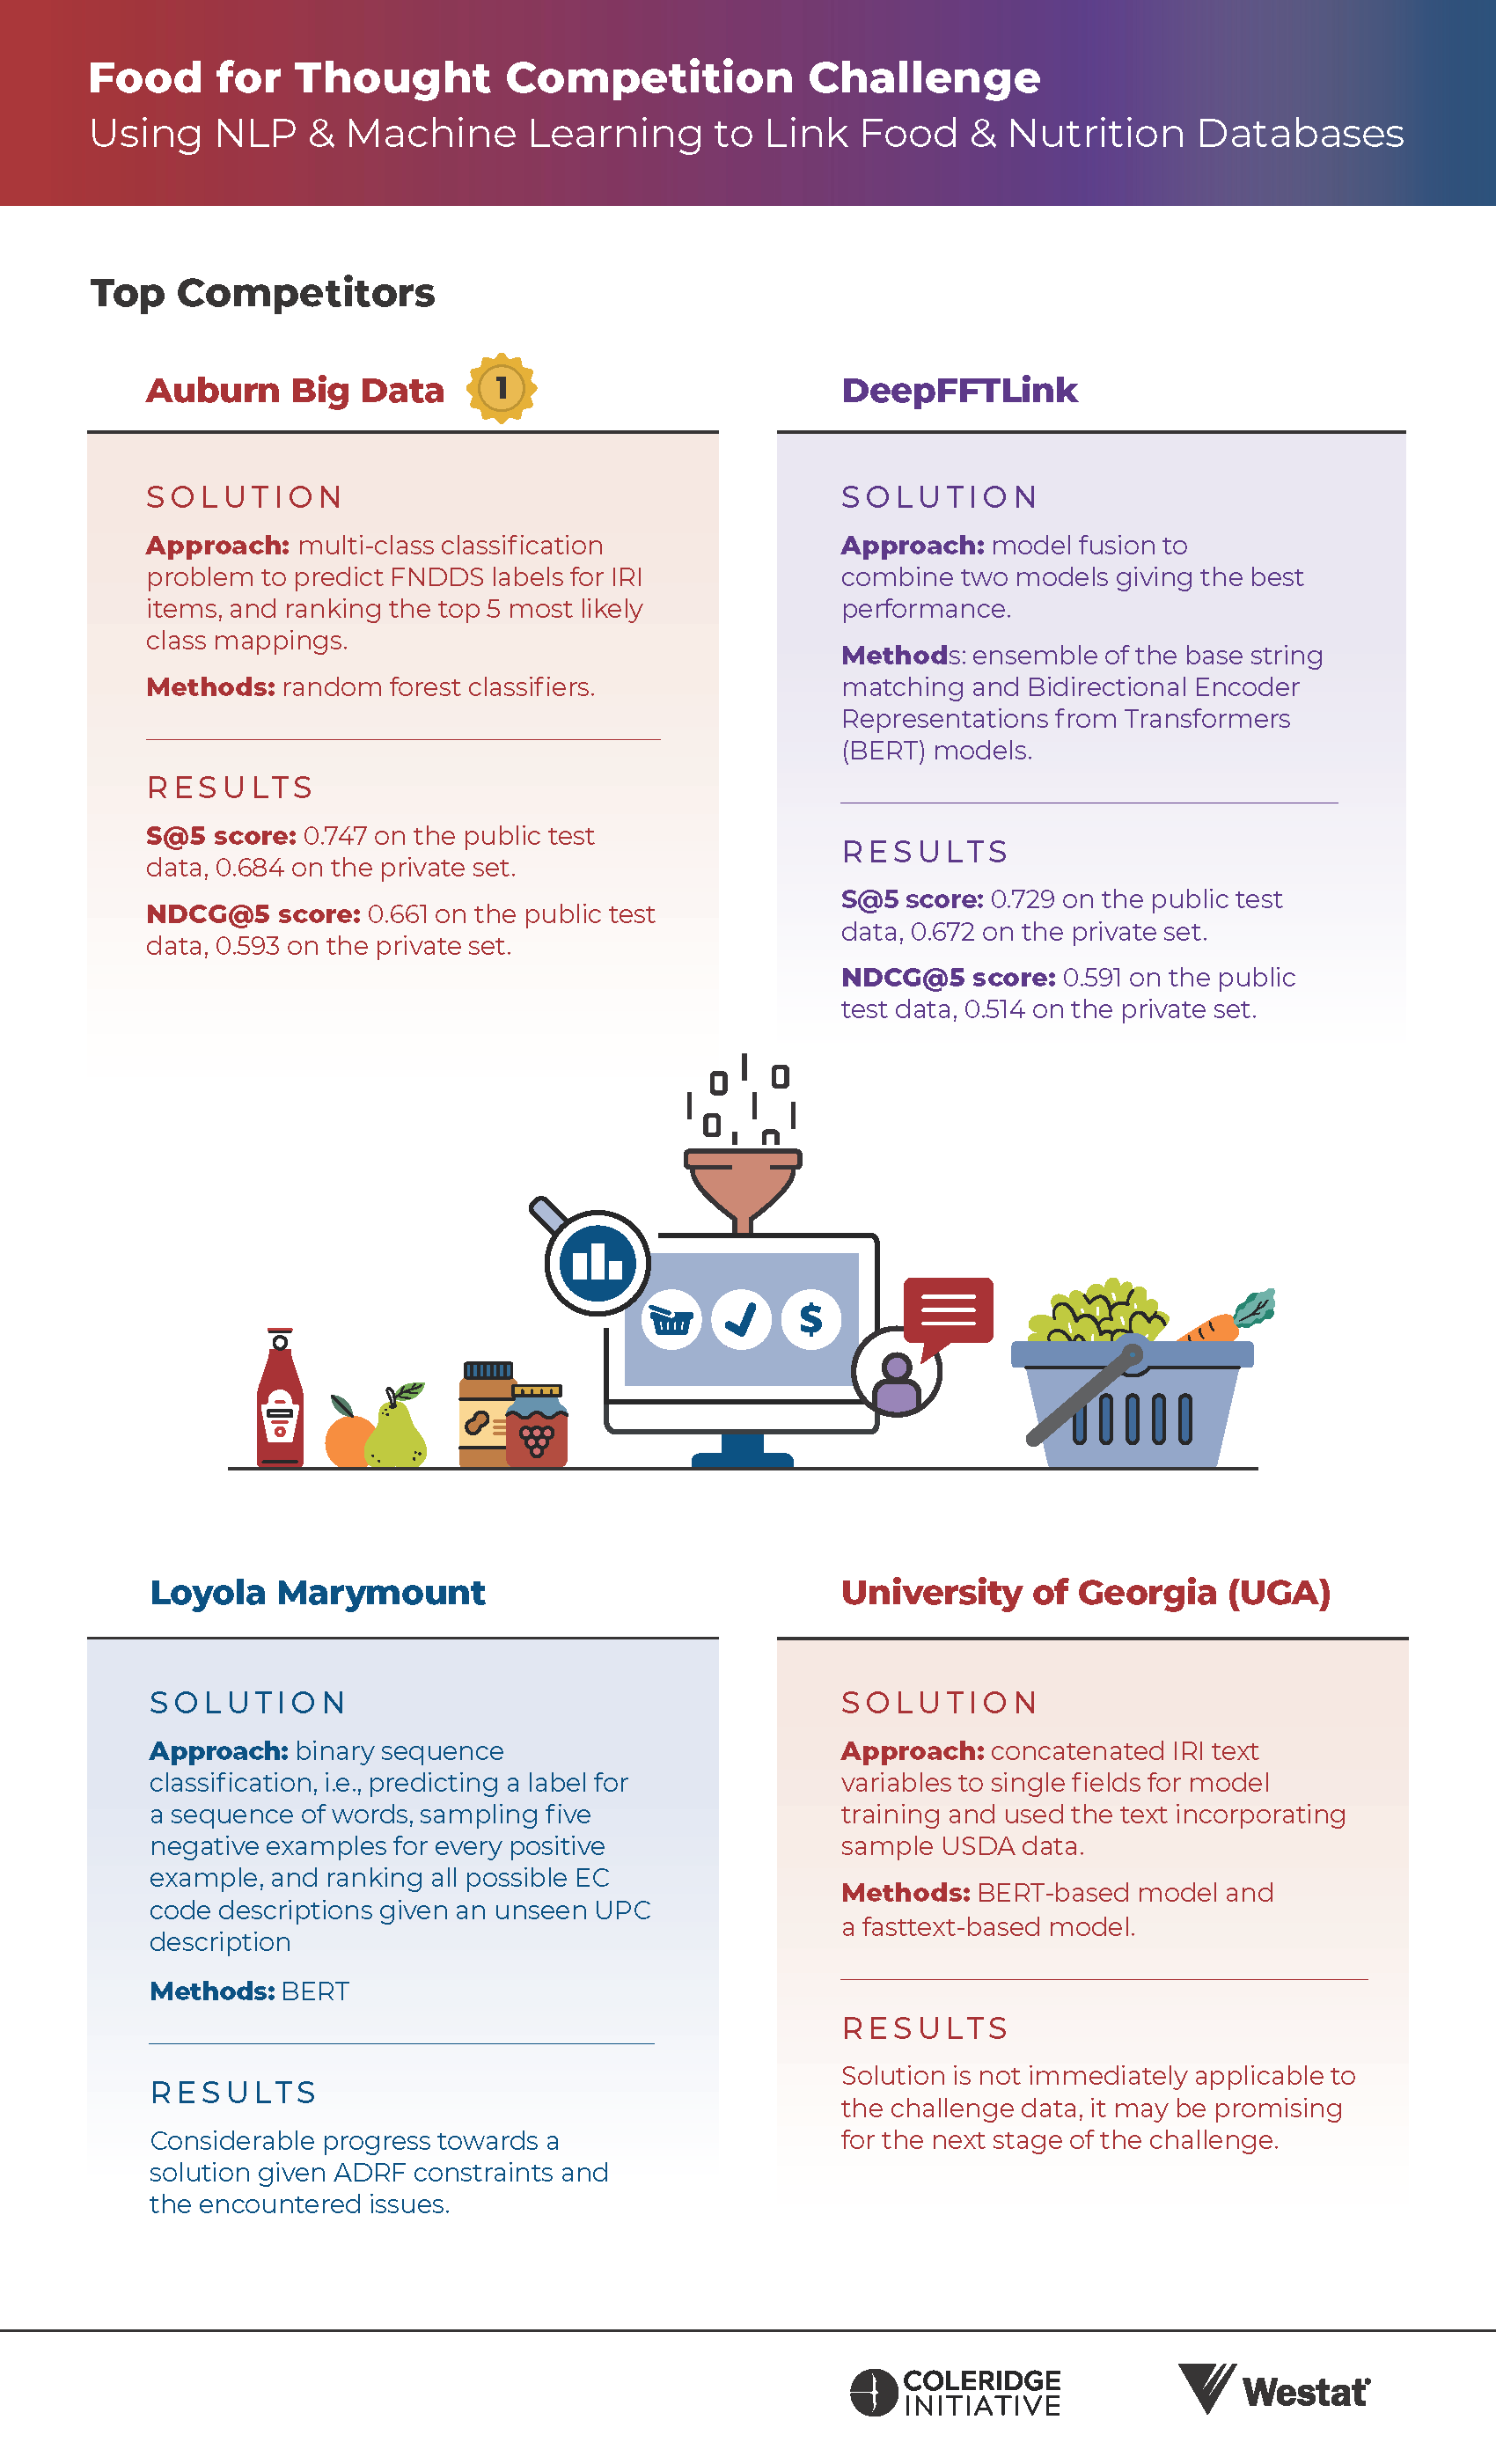 Food for Thought Competition Challenge
Using NLP & Machine Learning to Link Food & Nutrition Databases
Top Competitors
Auburn Big Data 1
SOLUTION
Approach: multi-class classification
problem to predict FNDDS labels for IRI
items, and ranking the top 5 most likely
class mappings.
Methods: random forest classifiers.
RESULTS
S@5 score: 0.747 on the public test
data, 0.684 on the private set.
NDCG@5 score: 0.661 on the public test
data, 0.593 on the private set.
DeepFFTLink
SOLUTION
Approach: model fusion to
combine two models giving the best
performance.
Methods: ensemble of the base string
matching and Bidirectional Encoder
Representations from Transformers
(BERT) models.
RESULTS
S@5 score: 0.729 on the public test
data, 0.672 on the private set.
NDCG@5 score: 0.591 on the public
test data, 0.514 on the private set.
$
Loyola Marymount
SOLUTION
Approach: binary sequence
classification, i.e., predicting a label for
a sequence of words, sampling five
negative examples for every positive
example, and ranking all possible EC
code descriptions given an unseen UPC
description
Methods: BERT
RESULTS
Considerable progress towards a
solution given ADRF constraints and
the encountered issues.
University of Georgia (UGA)
SOLUTION
Approach: concatenated IRI text
variables to single fields for model
training and used the text incorporating
sample USDA data.
Methods: BERT-based model and
a fasttext-based model.
RESULTS
Solution is not immediately applicable to
the challenge data, it may be promising
for the next stage of the challenge.
COLERIDGE
INITIATIVE
Westat